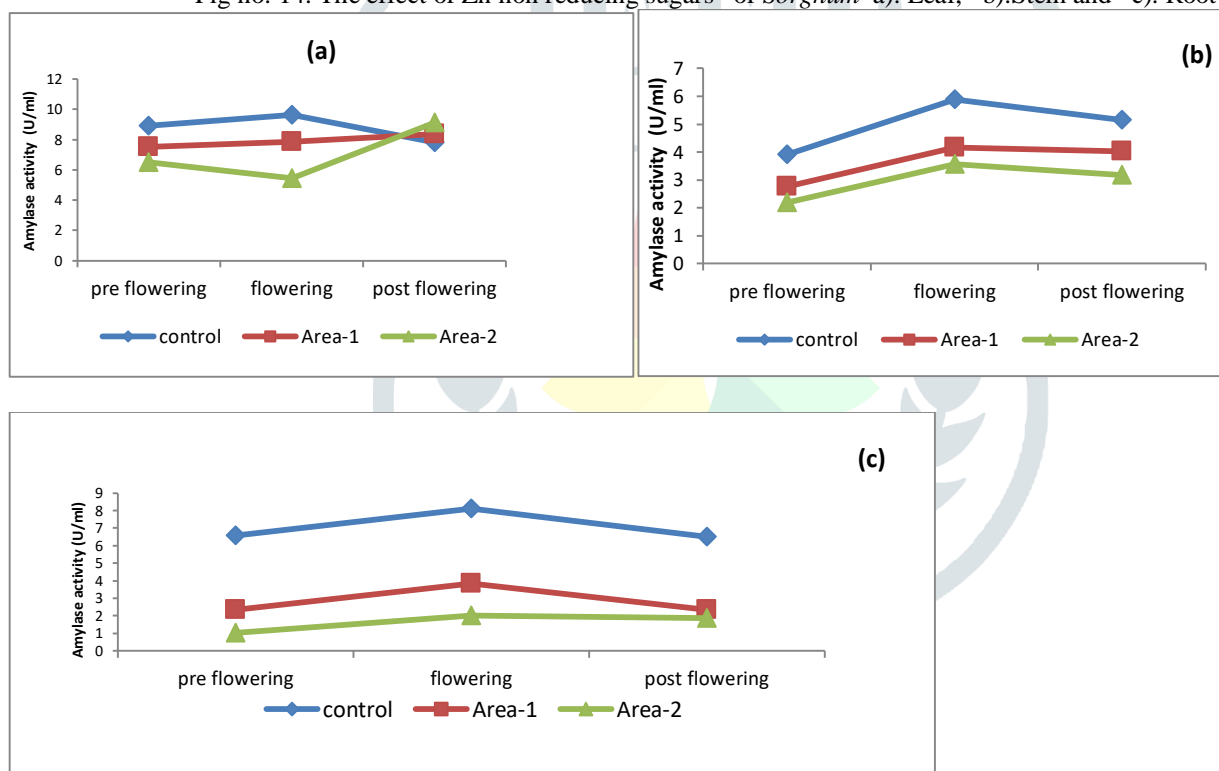 Fig no. 14. The effect of Zn non reducing sugars of Sorghum a). Leaf, b).Stem and c). Root
(a)
Amylase activity (U/ml)
12
10
8
6
4
2
0
pre flowering flowering post flowering
control Area-1 Area-2
(b)
Amylase activity (U/ml)
7
6
5
4
3
2
1
0
pre flowering flowering post flowering
control Area-1 Area-2
(c)
Amylase activity (U/ml)
9
8
7
6
5
4
3
2
1
0
pre flowering flowering post flowering
control Area-1 Area-2